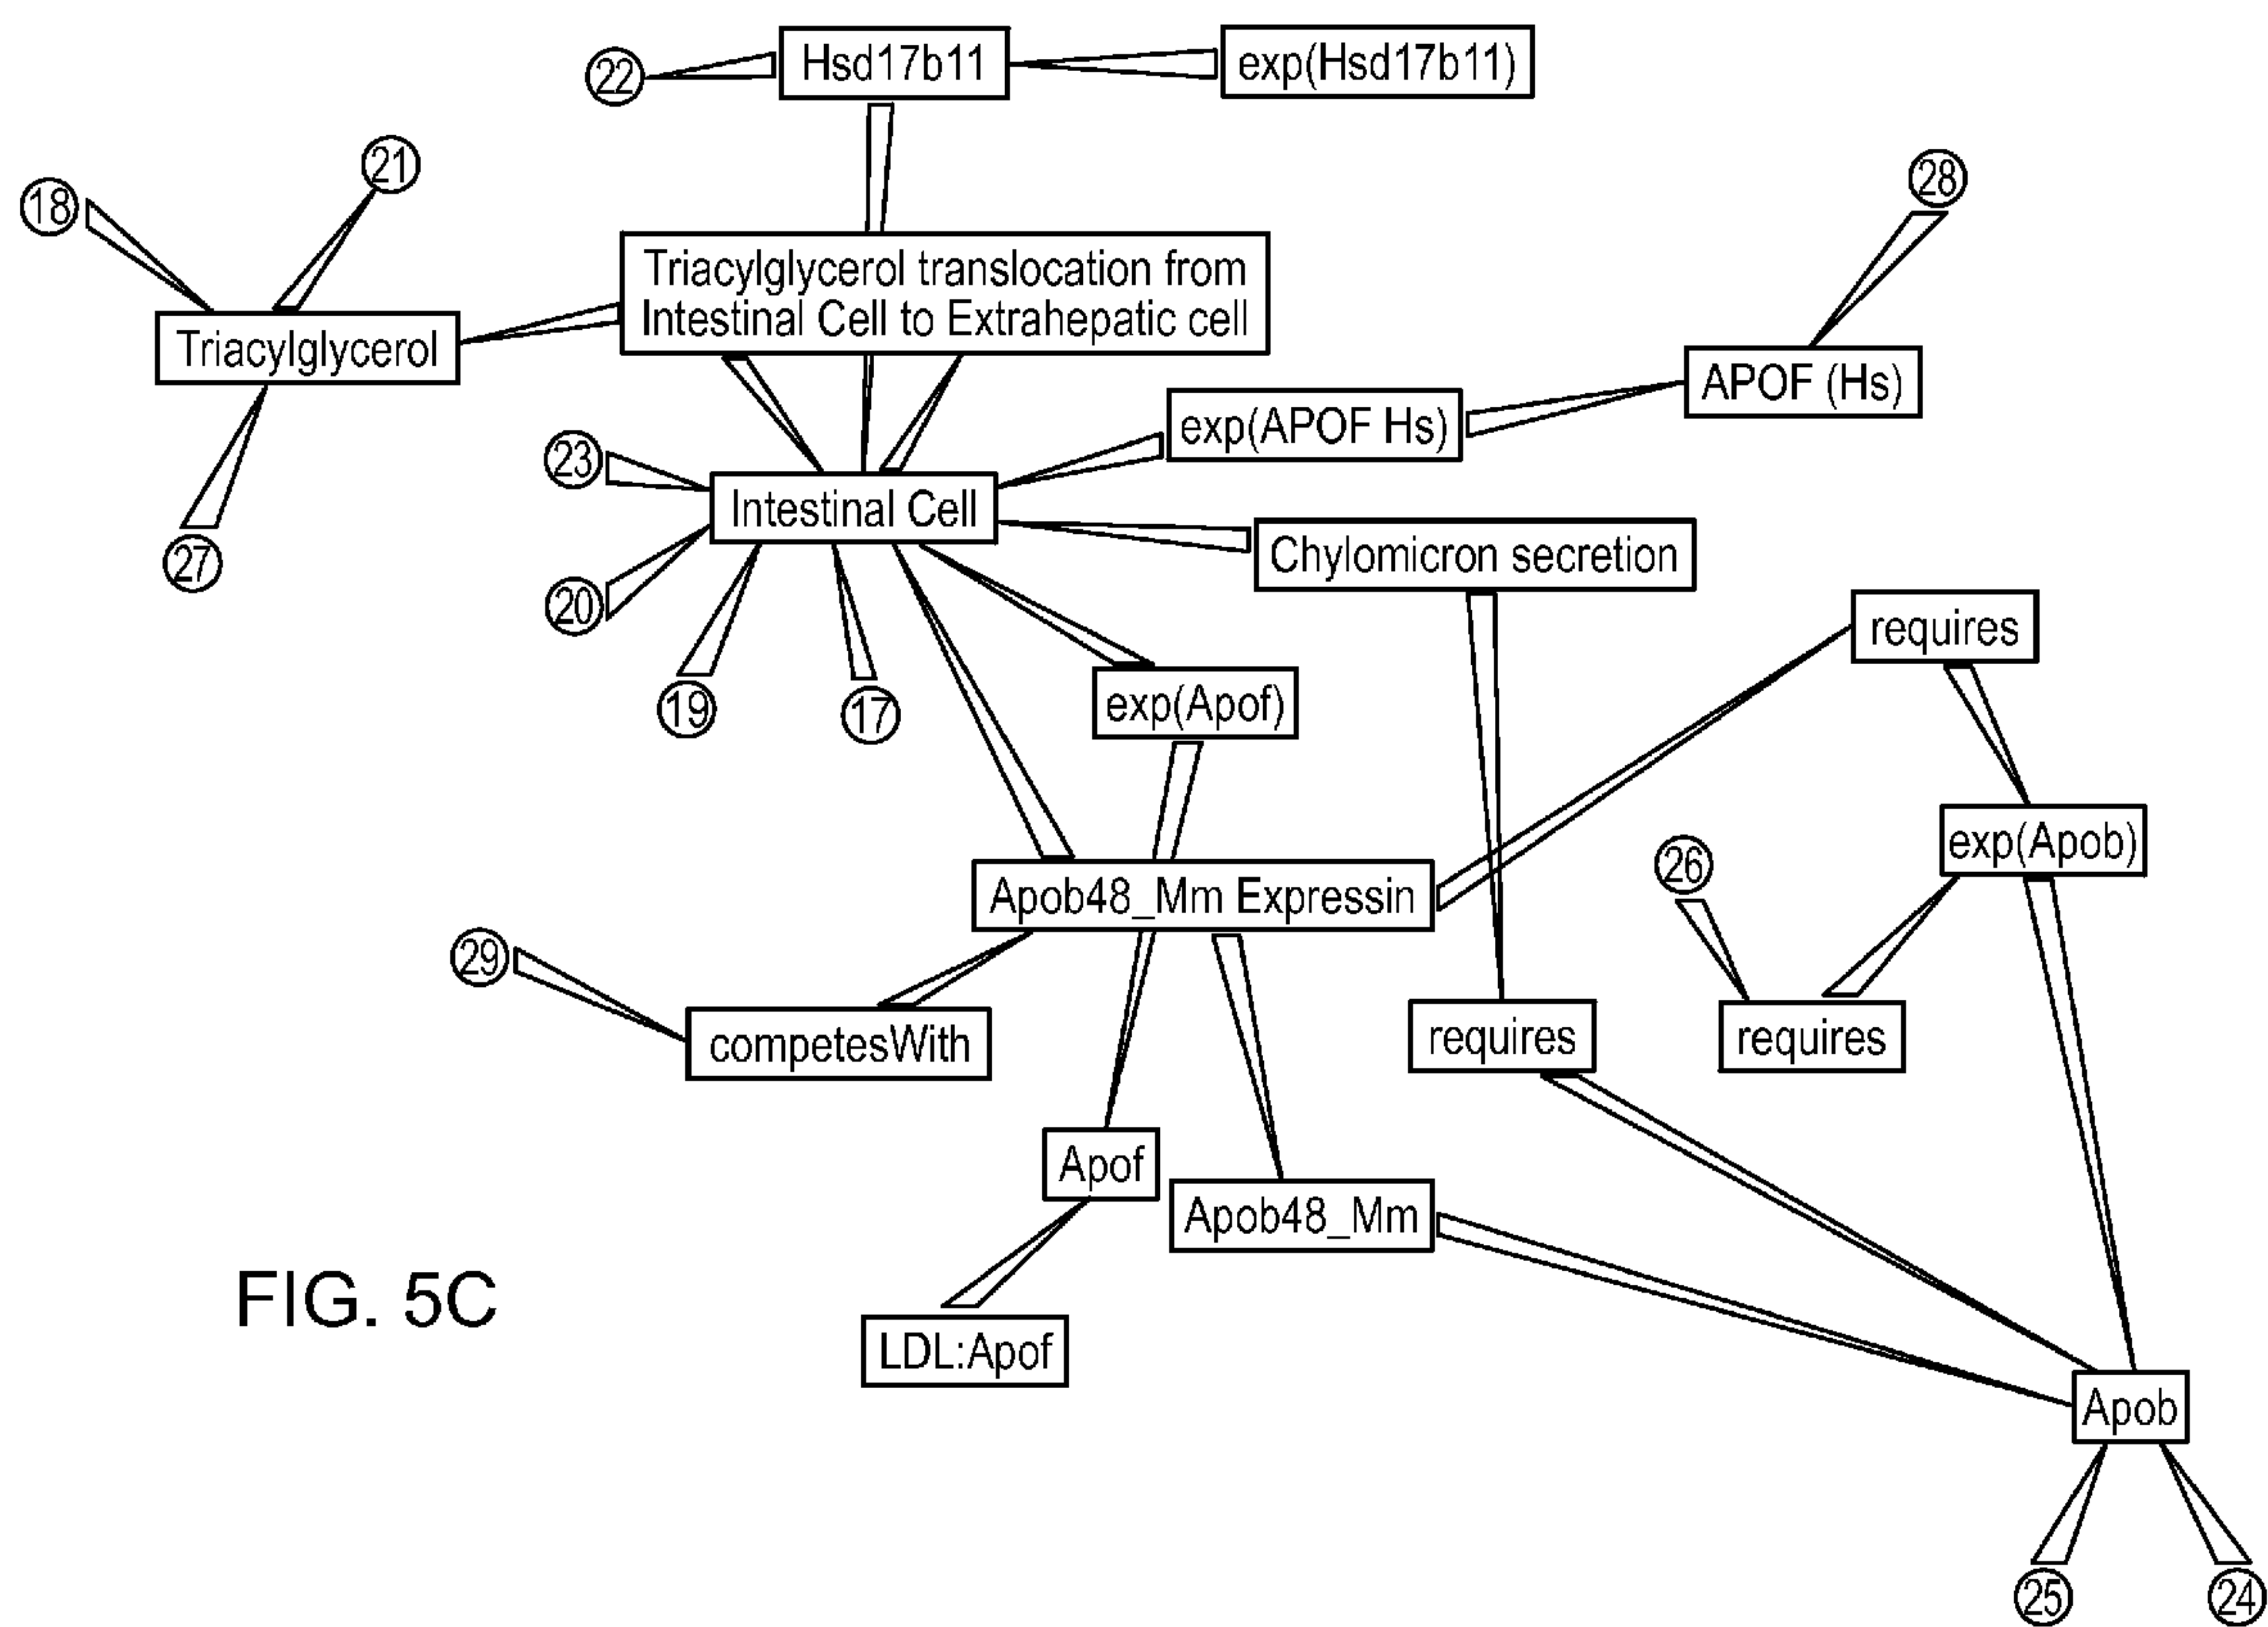 22
Hsd17b11
exp(Hsd17b11)
21
18
28
Triacylglycerol translocation from
Intestinal Cell to Extrahepatic cell
Triacylglycerol
APOF (Hs)
exp(APOF Hs)
23
Intestinal Cell
Chylomicron secretion
27
20
requires
19
17
exp(Apof)
exp(Apob)
26
Apob48_Mm Expressin
29
competesWith
requires
requires
Apof
Apob48_Mm
FIG. 5C
LDL:Apof
Apob
25
24